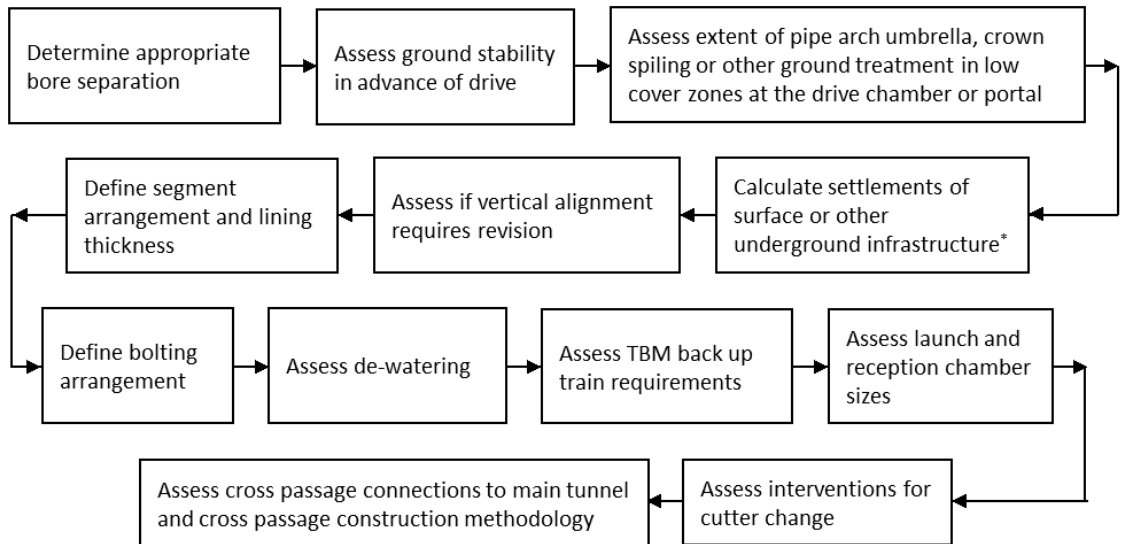 Determine appropriate
bore separation
Assess ground stability
in advance of drive
Assess extent of pipe arch umbrella, crown
spiling or other ground treatment in low
cover zones at the drive chamber or portal
Calculate settlements of
surface or other
underground infrastructure*
Assess if vertical alignment
requires revision
Define segment
arrangement and lining
thickness
Define bolting
arrangement
Assess de-watering
Assess TBM back up
train requirements
Assess launch and
reception chamber
sizes
Assess interventions for
cutter change
Assess cross passage connections to main tunnel
and cross passage construction methodology